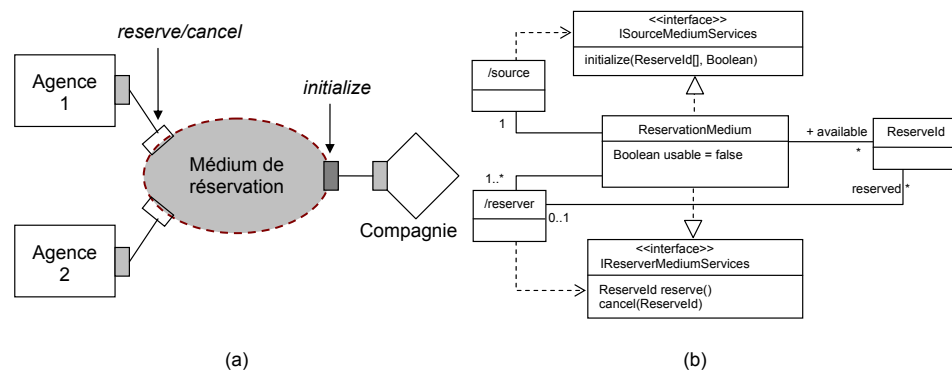 reserve/cancel
Agence
1
initialize
Médium de
réservation
Compagnie
Agence
2
(a)
<<interface>>
ISourceMediumServices
initialize(ReserveId[], Boolean)
/source
1
ReservationMedium
Boolean usable = false
+ available
*
ReserveId
1..*
/reserver
0..1
reserved *
<<interface>>
IReserverMediumServices
ReserveId reserve()
cancel(ReserveId)
(b)